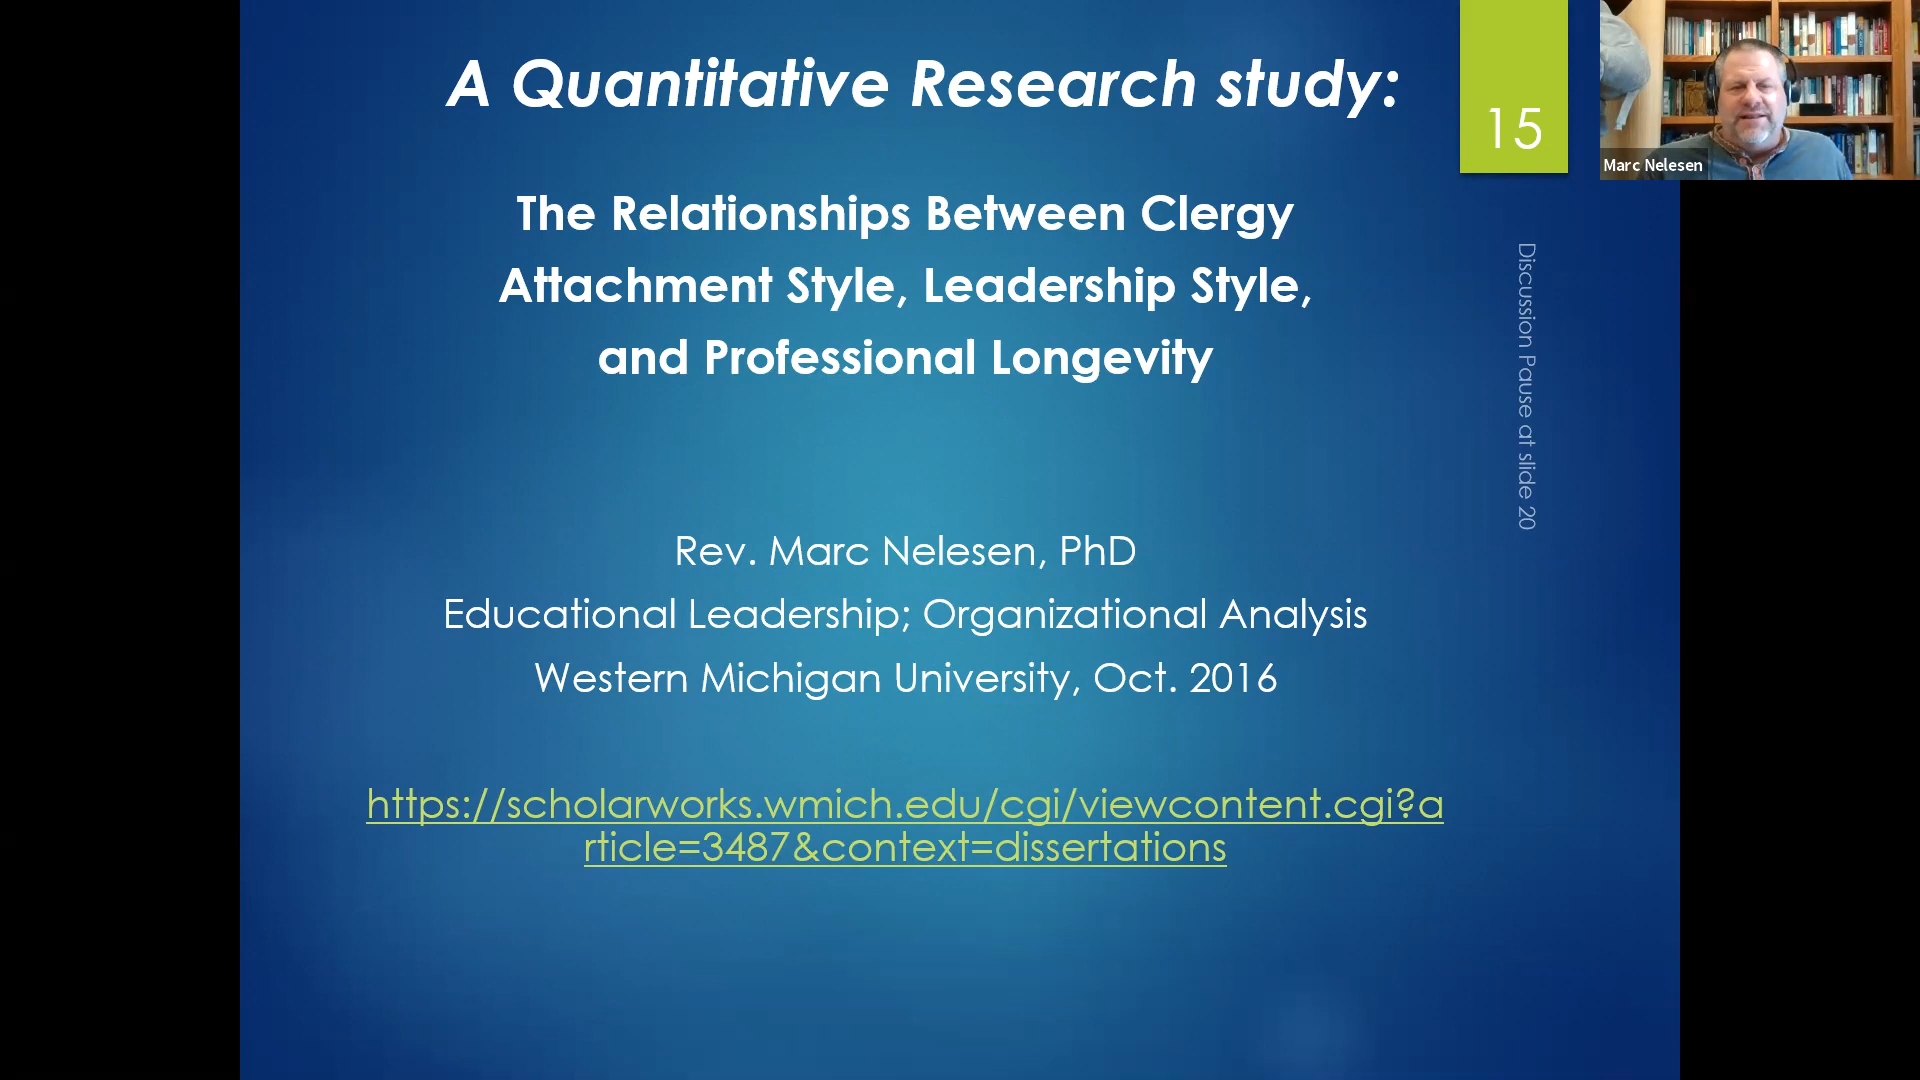 A Quantitative Research study:
15
Marc Nelesen
The Relationships Between Clergy
Attachment Style, Leadership Style,
and Professional Longevity
Discussion Pause at slide 20
Rev. Marc Nelesen, PhD
Educational Leadership; Organizational Analysis
Western Michigan University, Oct. 2016
https://scholarworks.wmich.edu/cgi/viewcontent.cgi?a
rticle=3487&context=dissertations